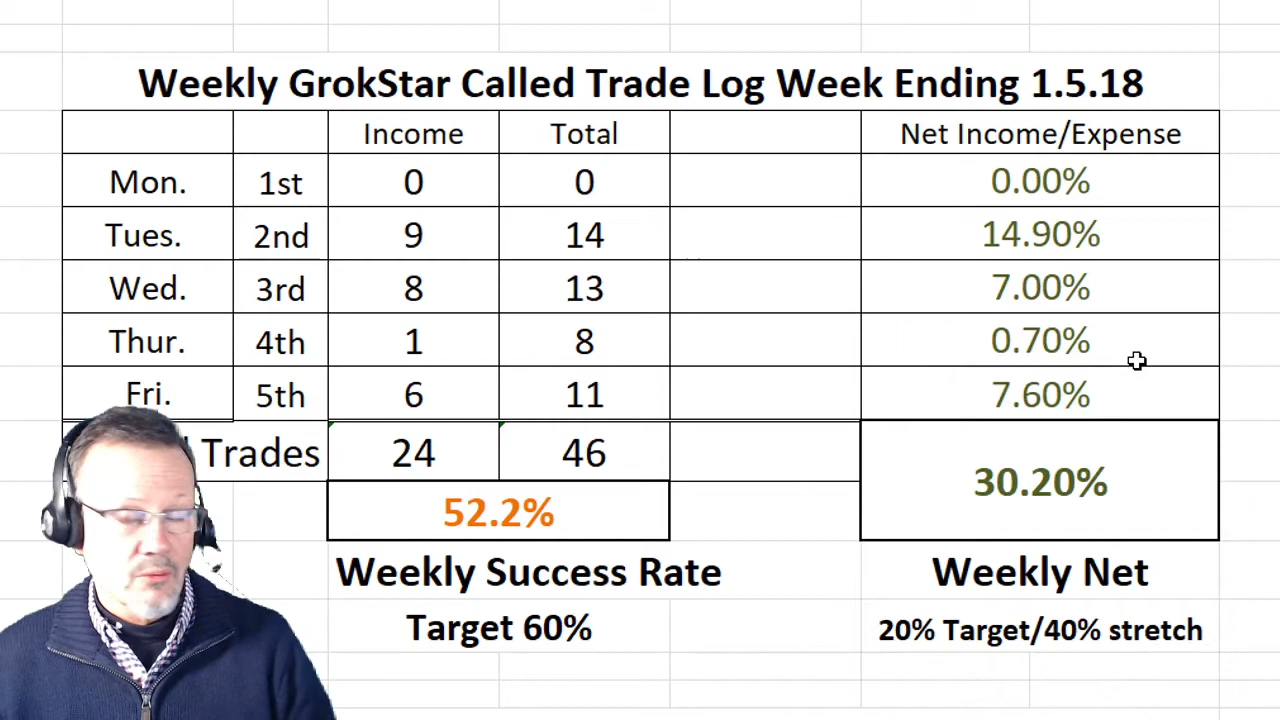 Weekly GrokStar Called Trade Log Week Ending 1.5.18
Income Total Net Income/Expense
Mon. 1st 0 0 0.00%
Tues. 2nd 9 14 14.90%
Wed. 3rd 8 13 7.00%
Thur. 4th 1 8 0.70%
Fri. 5th 6 11 7.60%
Trades 24 46 30.20%
52.2%
Weekly Success Rate Weekly Net
Target 60% 20% Target/40% stretch